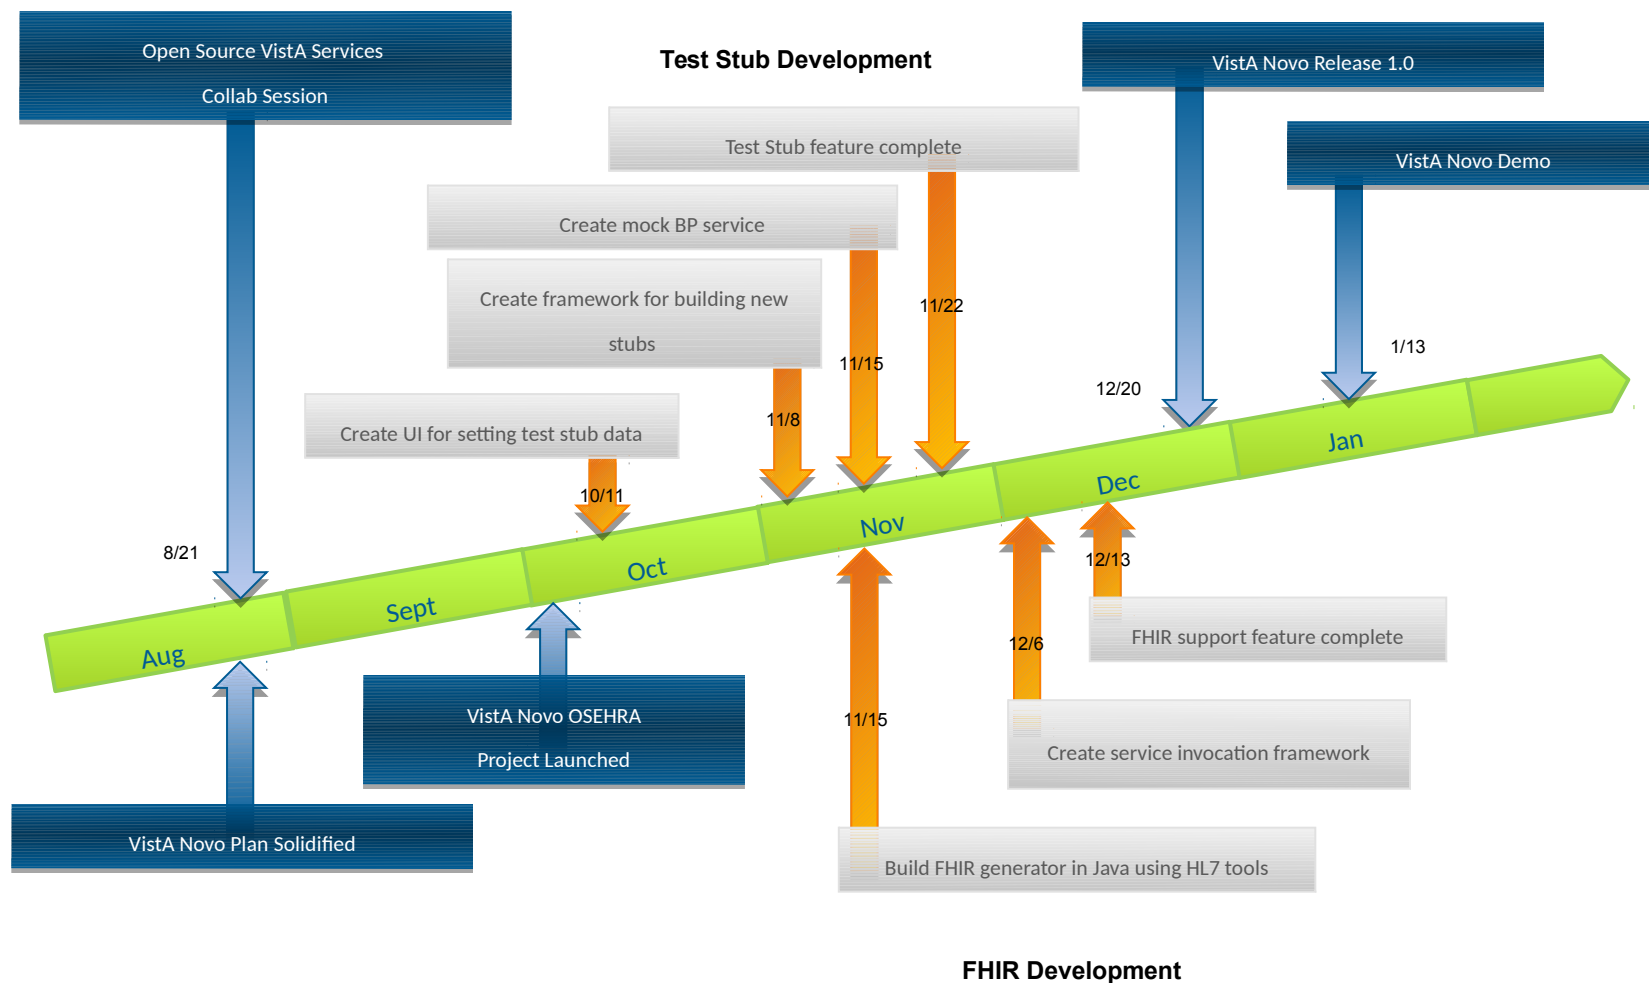 Open Source VistA Services
Collab Session
Test Stub Development
VistA Novo Release 1.0
VistA Novo Demo
Test Stub feature complete
Create mock BP service
Create framework for building new
stubs
Create UI for setting test stub data
11/22
11/15
11/8
10/11
12/20
1/13
8/21
Jan
Dec
Nov
Oct
Sept
Aug
12/13
FHIR support feature complete
12/6
VistA Novo OSEHRA
Project Launched
11/15
Create service invocation framework
VistA Novo Plan Solidified
Build FHIR generator in Java using HL7 tools
FHIR Development